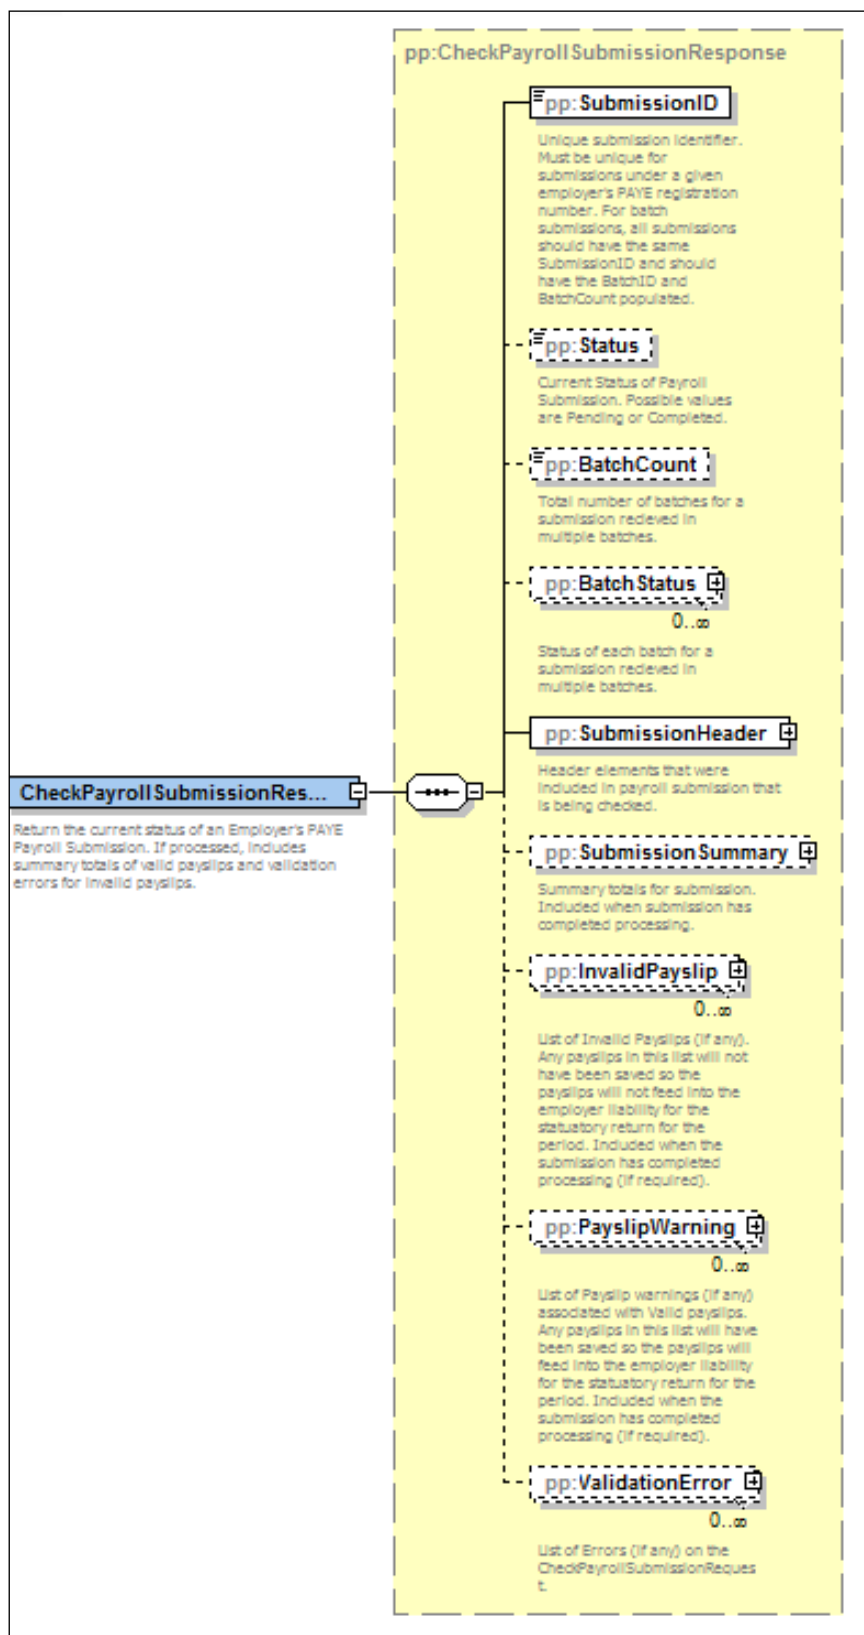 pp:CheckPayrollSubmissionResponse
pp:SubmissionID
Unique submission identifier.
Must be unique for
submissions under a given
employer's PAYE registration
number. For batch
submissions, all submissions
should have the same
SubmissionID and should
have the BatchID and
BatchCount populated.
pp:Status
Current Status of Payroll
Submission. Possible values
are Pending or Completed.
pp:BatchCount
Total number of batches for a
submission recieved in
multiple batches.
pp:BatchStatus
0..∞
Status of each batch for a
submission recieved in
multiple batches.
pp:SubmissionHeader
Header elements that were
included in payroll submission that
is being checked.
CheckPayrollSubmissionRes...
Return the current status of an Employer's PAYE
Payroll Submission. If processed, includes
summary totals of valid payslips and validation
errors for invalid payslips.
pp:SubmissionSummary
Summary totals for submission.
Included when submission has
completed processing.
pp:InvalidPayslip
0..∞
List of Invalid Payslips (if any).
Any payslips in this list will not
have been saved so the
payslips will not feed into the
employer liability for the
statuatory return for the
period. Included when the
submission has completed
processing (if required).
pp:PayslipWarning
0..∞
List of Payslip warnings (if any)
associated with Valid payslips.
Any payslips in this list will have
been saved so the payslips will
feed into the employer liability
for the statuatory return for the
period. Included when the
submission has completed
processing (if required).
pp:ValidationError
0..∞
List of Errors (if any) on the
CheckPayrollSubmissionReques
t.